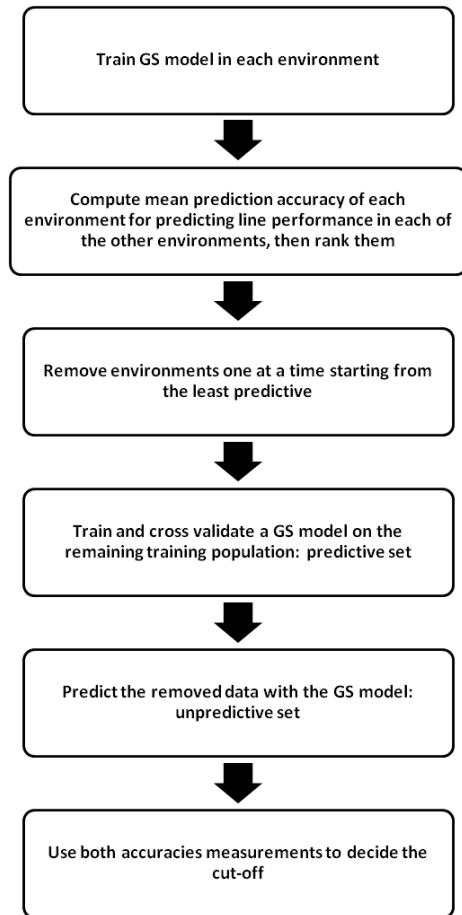 Train GS model in each environment
Compute mean prediction accuracy of each
environment for predicting line performance in each of
the other environments, then rank them
Remove environments one at a time starting from
the least predictive
Train and cross validate a GS model on the
remaining training population: predictive set
Predict the removed data with the GS model:
unpredictive set
Use both accuracies measurements to decide the
cut-off